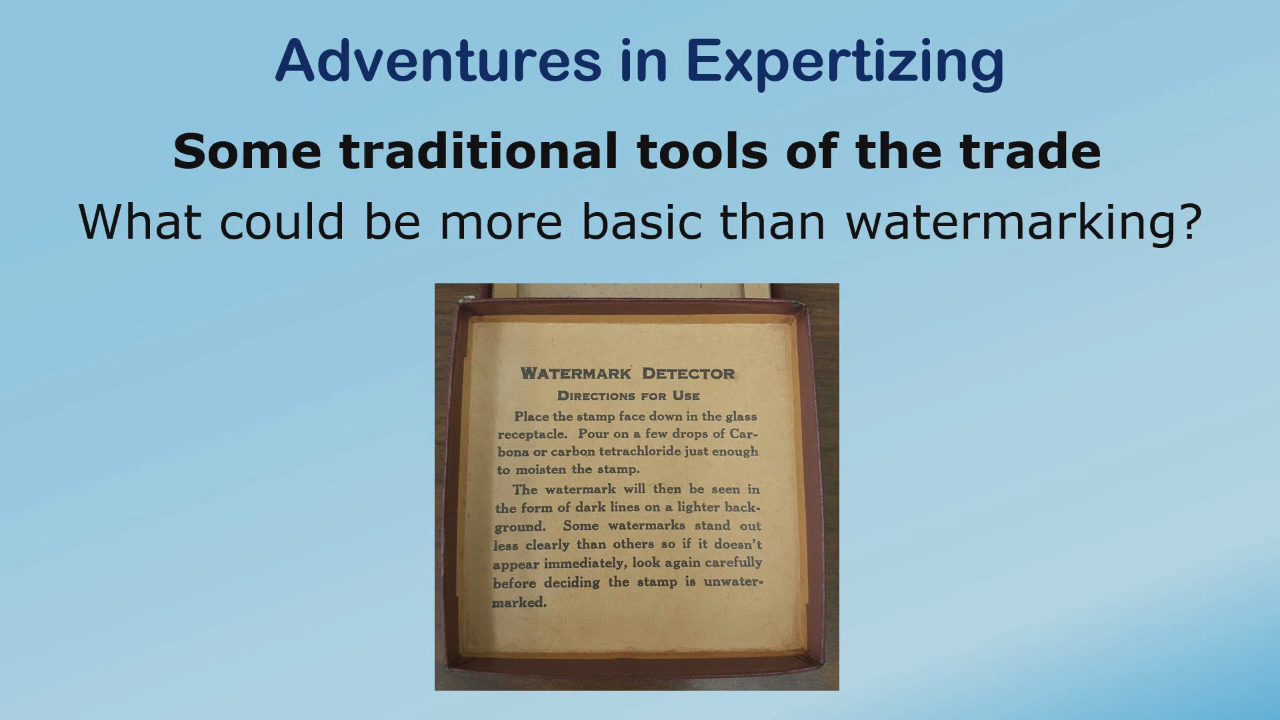 Adventures in Expertizing
Some traditional tools of the trade
What could be more basic than watermarking?
WATERMARK DETECTOR
DIRECTIONS FOR USE
Place the stamp face down in the glass
receptacle. Pour on a few drops of Car-
bona or carbon tetrachloride just enough
to moisten the stamp.
The watermark will then be seen in
the form of dark lines on a lighter back-
ground. Some watermarks stand out
less clearly than others so if it doesn't
appear immediately, look again carefully
before deciding the stamp is unwater-
marked.